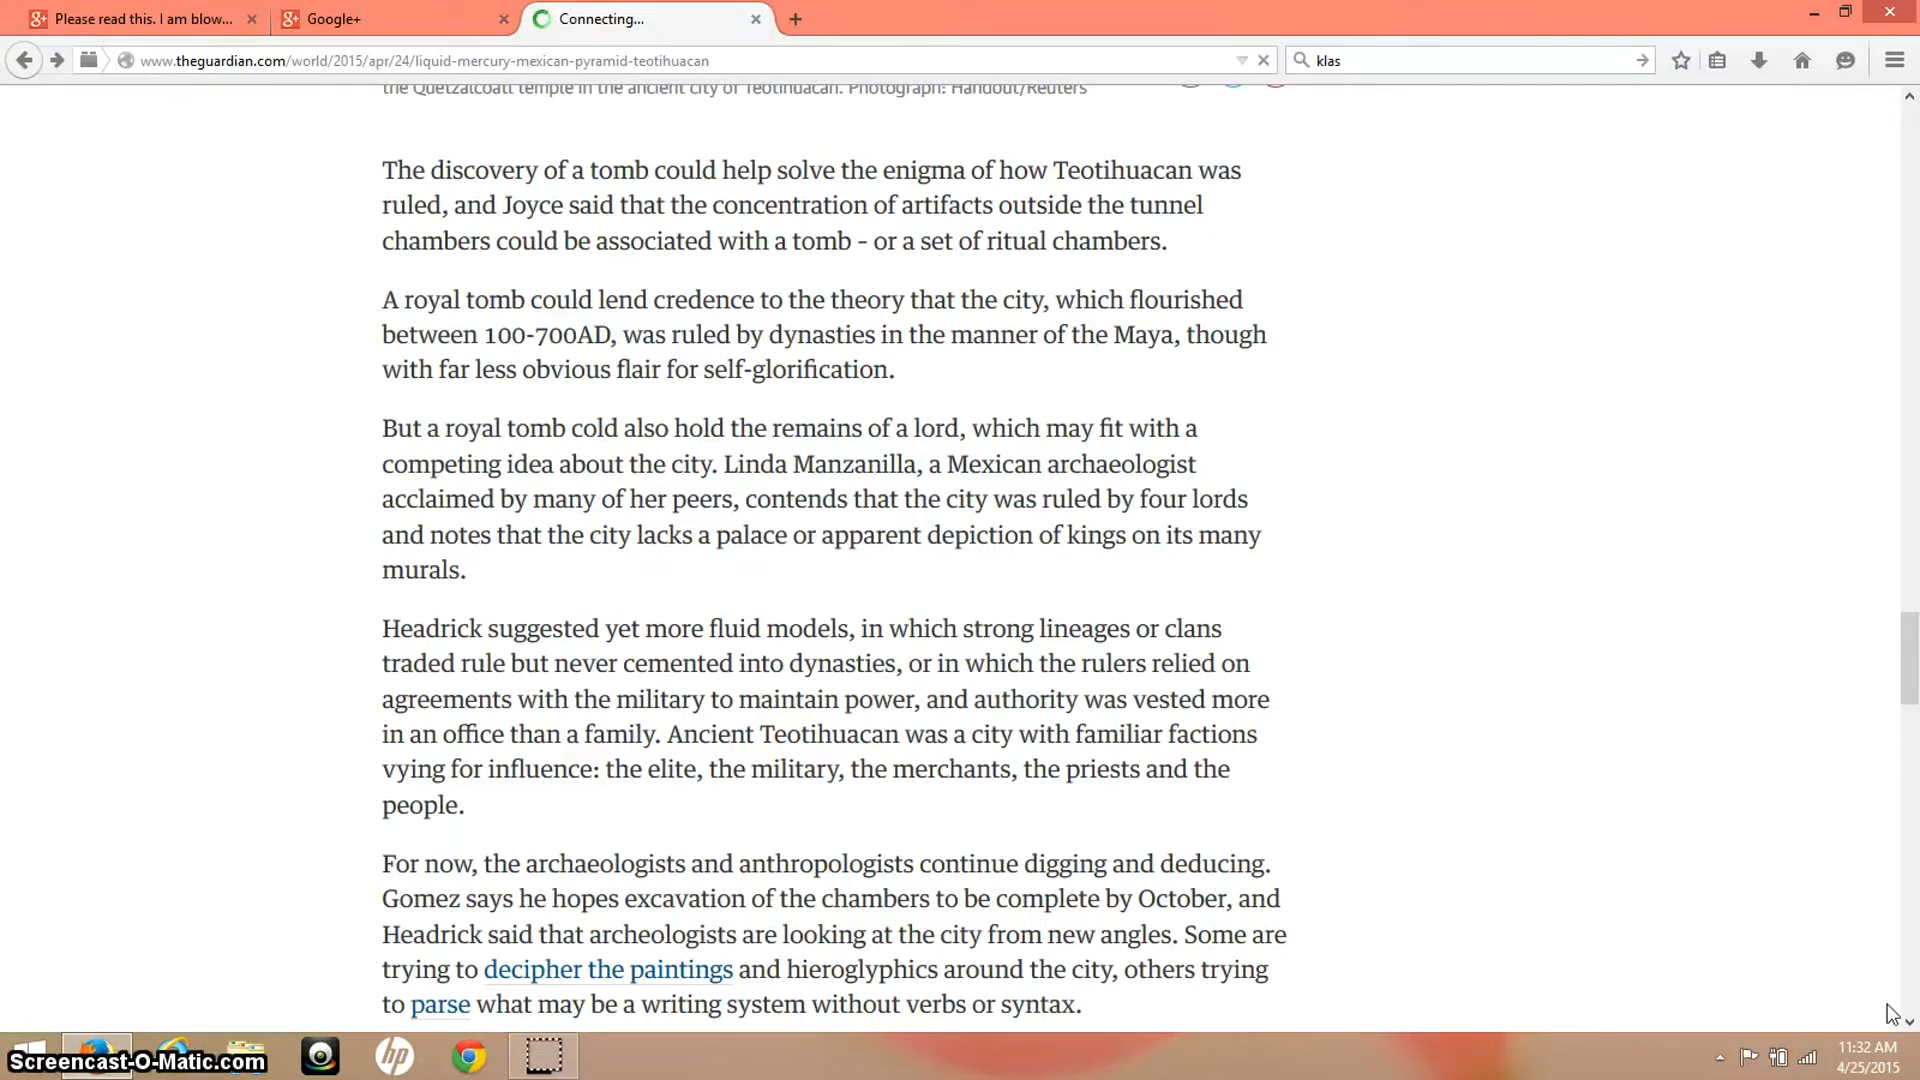 Please read this. I am blow...
Google+
Connecting...
www.theguardian.com/world/2015/apr/24/liquid-mercury-mexican-pyramid-teotihuacan
klas
the Quetzalcoatl temple in the ancient city of Teotihuacan. Photograph: Handout/Reuters
The discovery of a tomb could help solve the enigma of how Teotihuacan was
ruled, and Joyce said that the concentration of artifacts outside the tunnel
chambers could be associated with a tomb – or a set of ritual chambers.
A royal tomb could lend credence to the theory that the city, which flourished
between 100-700AD, was ruled by dynasties in the manner of the Maya, though
with far less obvious flair for self-glorification.
But a royal tomb cold also hold the remains of a lord, which may fit with a
competing idea about the city. Linda Manzanilla, a Mexican archaeologist
acclaimed by many of her peers, contends that the city was ruled by four lords
and notes that the city lacks a palace or apparent depiction of kings on its many
murals.
Headrick suggested yet more fluid models, in which strong lineages or clans
traded rule but never cemented into dynasties, or in which the rulers relied on
agreements with the military to maintain power, and authority was vested more
in an office than a family. Ancient Teotihuacan was a city with familiar factions
vying for influence: the elite, the military, the merchants, the priests and the
people.
For now, the archaeologists and anthropologists continue digging and deducing.
Gomez says he hopes excavation of the chambers to be complete by October, and
Headrick said that archeologists are looking at the city from new angles. Some are
trying to decipher the paintings and hieroglyphics around the city, others trying
to parse what may be a writing system without verbs or syntax.
Screencast-O-Matic.com
hp
11:32 AM
4/25/2015